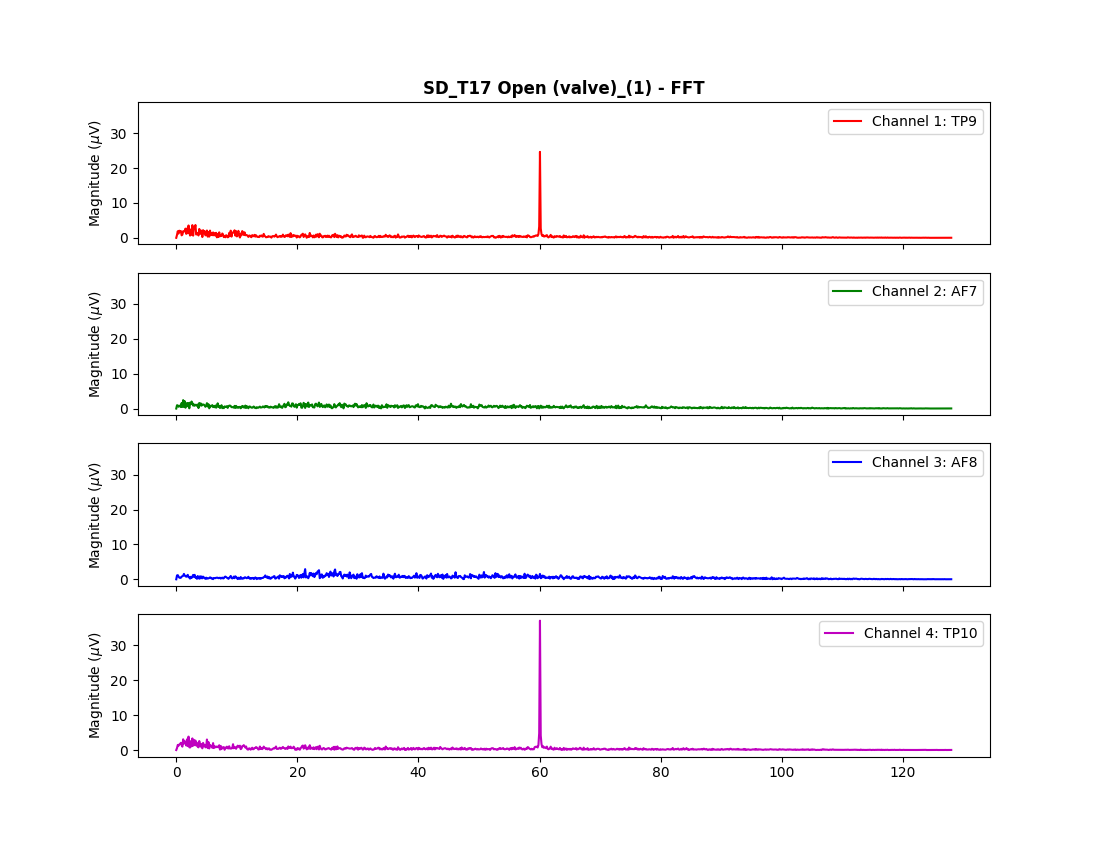 SD_T17 Open (valve)_(1) - FFT
Magnitude (μV)
30
20
10
0
Channel 1: TP9
Magnitude (μV)
30
20
10
0
Channel 2: AF7
Magnitude (μV)
30
20
10
0
Channel 3: AF8
Magnitude (μV)
30
20
10
0
Channel 4: TP10
0 20 40 60 80 100 120